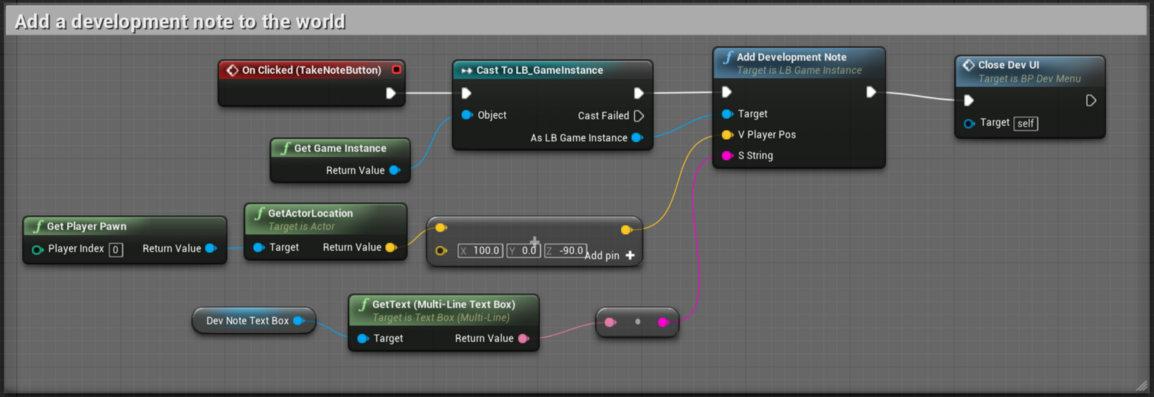 Add a development note to the world
On Clicked (TakeNoteButton)
Cast To LB_GameInstance
Object
Cast Failed
As LB Game Instance
Add Development Note
Target is LB Game Instance
Target
V Player Pos
S String
Close Dev UI
Target is BP Dev Menu
Target self
f Get Game Instance
Return Value
Get Player Pawn
Player Index 0 Return Value
GetActorLocation
Target is Actor
Target Return Value
X 100.0 Y 0.0 Z -90.0
Add pin +
Dev Note Text Box
GetText (Multi-Line Text Box)
Target is Text Box (Multi-Line)
Target Return Value